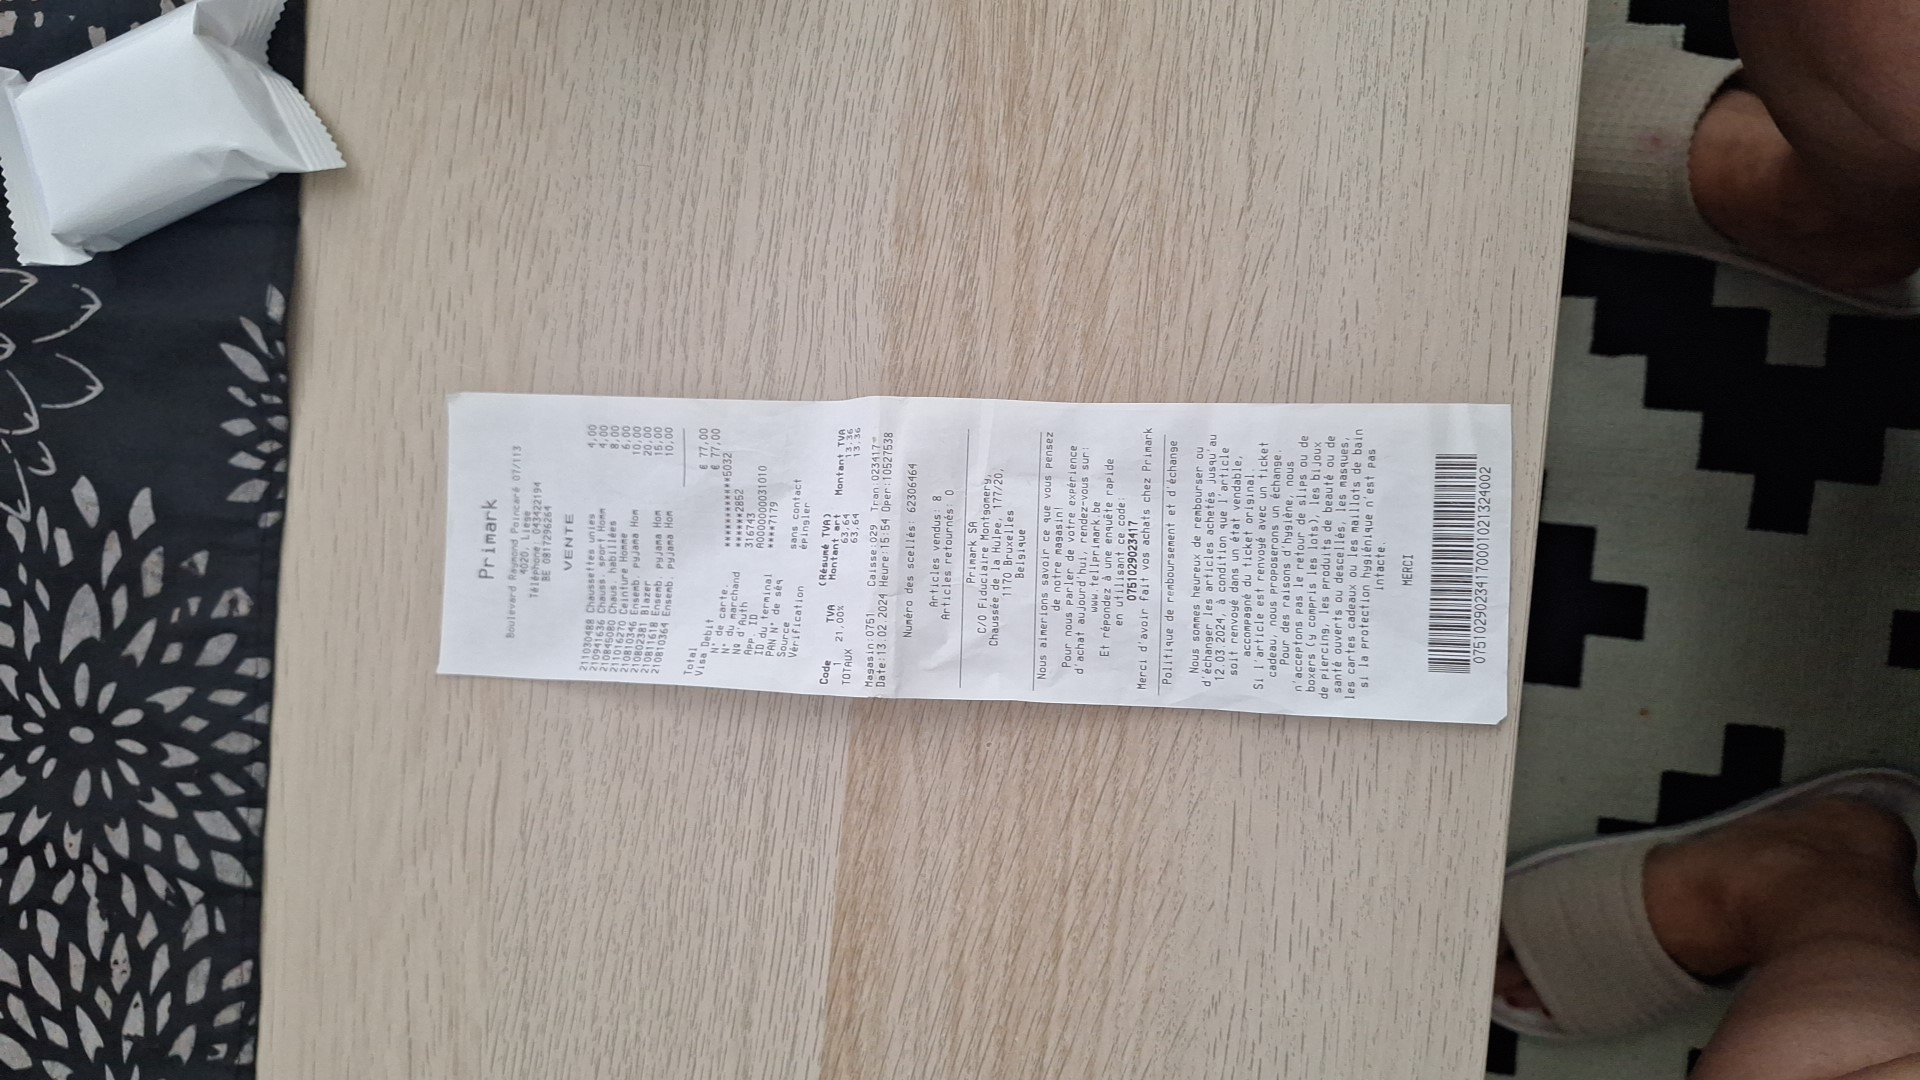 Primark
Boulevard Raymond Poincaré 07/113
4020, Liege
Téléphone: 043422194
BE 0817296264
VENTE
211030488 Chaussettes unies 4,00
210941636 Chaus. sport Homm 4,00
210845080 Chaus habillées 8,00
211016270 Ceinture Homme 6,00
210810346 Ensemb. pyjama Hom 10,00
210802381 Blazer 20,00
210811618 Ensemb. pyjama Hom 15,00
210810364 Ensemb. pyjama Hom 10,00
Total € 77,00
Visa Debit € 77,00
N° de carte. ************5032
N° du marchand ******2852
N° d'Auth 316743
App. ID A0000000031010
ID du terminal ****7179
PAN N° de séq
Source sans contact
Vérification épingler
(Résumé TVA)
Code TVA Montant art Montant TVA
1 21,00% 63,64 13,36
TOTAUX 63,64 13,36
Magasin:0751 Caisse:029 Tran:023417
Date:13.02.2024 Heure:15:54 Oper:10527538
Numéro des scellés: 62306464
Articles vendus: 8
Articles retournés 0
Primark SA
C/O Fiduciaire Montgomery,
Chaussée de la Hulpe, 177/20,
1170 Bruxelles
Belgique
Nous aimerions savoir ce que vous pensez
de notre magasin!
Pour nous parler de votre expérience
d'achat aujourd'hui, rendez-vous sur:
www.tellprimark.be
Et répondez à une enquête rapide
en utilisant ce code:
075102902341​7
Merci d'avoir fait vos achats chez Primark
Politique de remboursement et d'échange
Nous sommes heureux de rembourser ou
d'échanger les articles achetés jusqu'au
12.03.2024, à condition que l'article
soit renvoyé dans un état vendable,
accompagné du ticket original.
Si l'article est renvoyé avec un ticket
cadeau, nous proposerons un échange.
Pour des raisons d'hygiène, nous
n'acceptons pas le retour de slips ou de
boxers (y compris les lots), les bijoux
de piercing, les produits de beauté ou de
santé ouverts ou descellés, les masques,
les cartes cadeaux ou les maillots de bain
si la protection hygiénique n'est pas
intacte.
MERCI
0751029023417000102132400​2